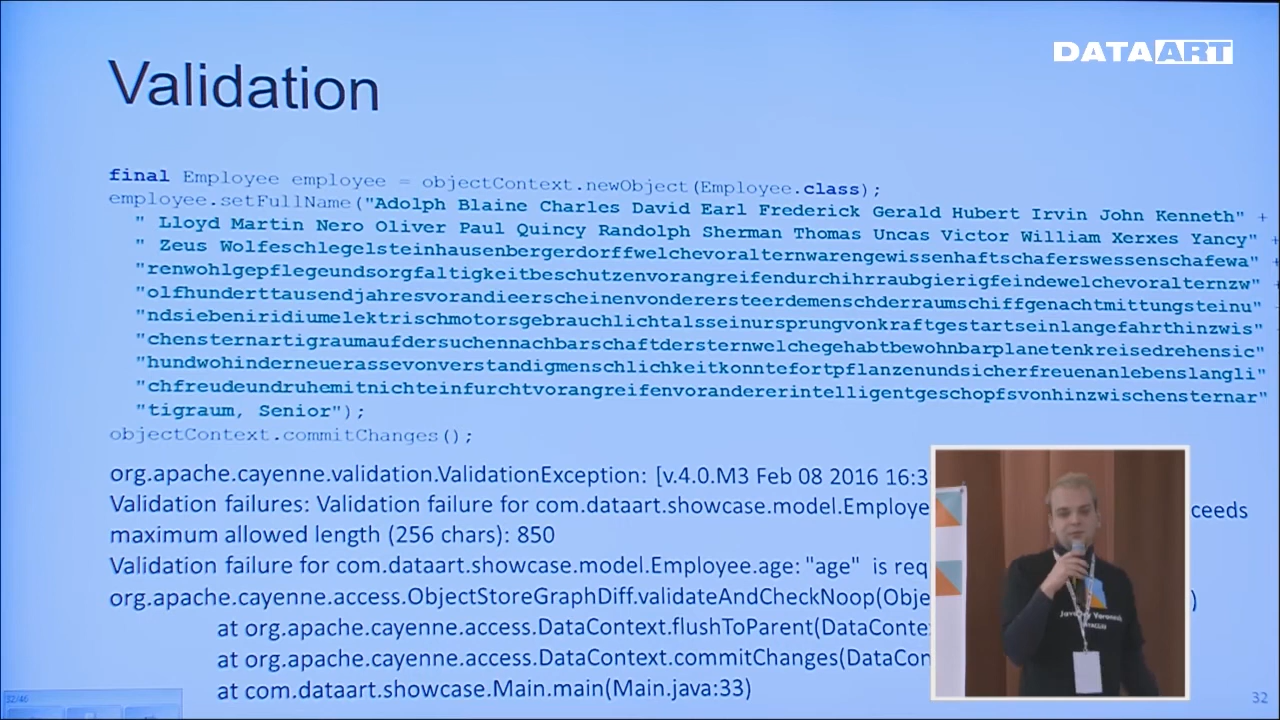 DATAART
Validation
final Employee employee = objectContext.newObject(Employee.class);
employee.setFullName("Adolph Blaine Charles David Earl Frederick Gerald Hubert Irvin John Kenneth" +
" Lloyd Martin Nero Oliver Paul Quincy Randolph Sherman Thomas Uncas Victor William Xerxes Yancy" +
" Zeus Wolfeschlegelsteinhausenbergerdorffwelchevoralternwarengewissenhaftschaferswessenschafewa" +
"renwohlgepflegeundsorgfaltigkeitbeschutzenvorangreifendurchihrraubgierigfeindewelchevoralternzw" +
"olfhunderttausendjahresvorandieerscheinenvonderersteerdemenschderraumschiffgenachtmittungsteinu"
"ndsiebeniridiumelektrischmotorsgebrauchlichtalsseinursprungvonkraftgestartseinlangefahrthinzwis"
"chensternartigraumaufdersuchennachbarschaftdersternwelchegehabtbewohnbarplanetenkreisedrehensic"
"hundwohinderneuerassevonverstandigmenschlichkeitkonntefortpflanzenundsicherfreuenanlebenslangli"
"chfreudeundruhemitnichteinfurchtvorangreifenvorandererintelligentgeschopfsvonhinzwischensternar"
"tigraum, Senior");
objectContext.commitChanges();
org.apache.cayenne.validation.ValidationException: [v.4.0.M3 Feb 08 2016 16:3
Validation failures: Validation failure for com.dataart.showcase.model.Employe ceeds
maximum allowed length (256 chars): 850
Validation failure for com.dataart.showcase.model.Employee.age: "age" is req
org.apache.cayenne.access.ObjectStoreGraphDiff.validateAndCheckNoop(Obje )
at org.apache.cayenne.access.DataContext.flushToParent(DataConte
at org.apache.cayenne.access.DataContext.commitChanges(DataCon
at com.dataart.showcase.Main.main(Main.java:33)
32/46
32